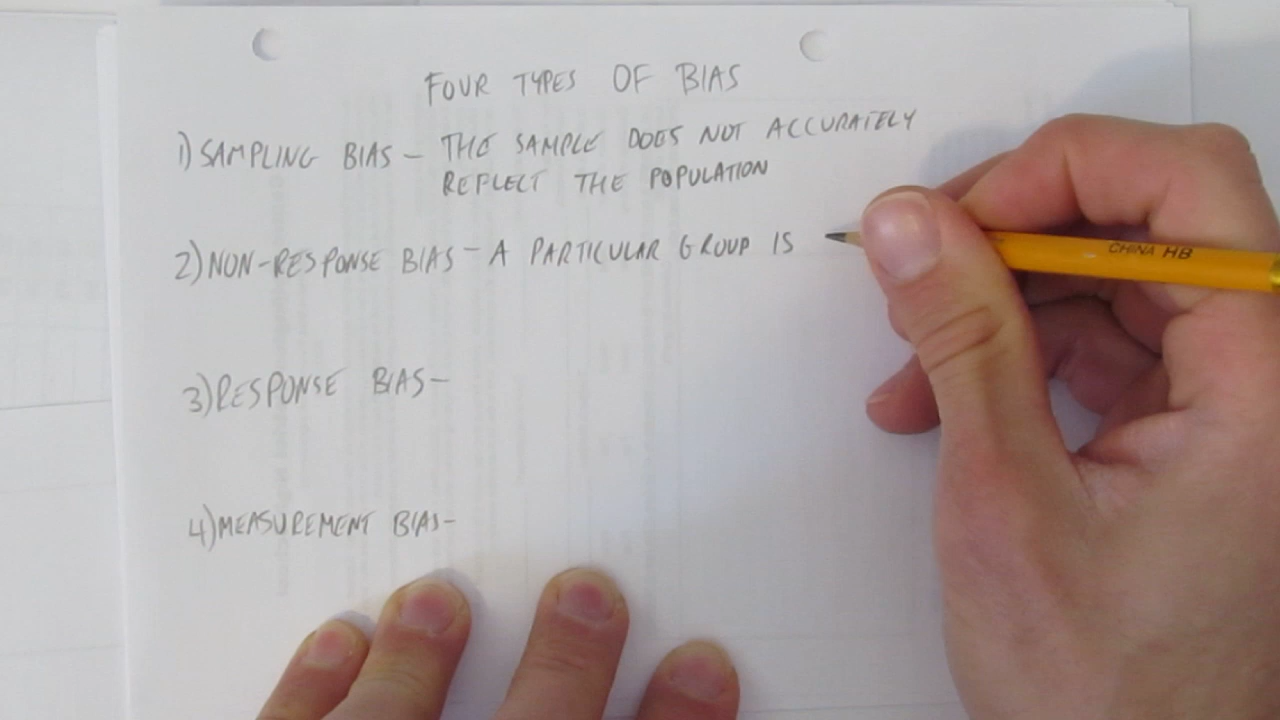 FOUR TYPES OF BIAS
1) SAMPLING BIAS - THE SAMPLE DOES NOT ACCURATELY
REFLECT THE POPULATION
2) NON-RESPONSE BIAS - A PARTICULAR GROUP IS
CHINA HB
3) RESPONSE BIAS-
4) MEASUREMENT BIAS-